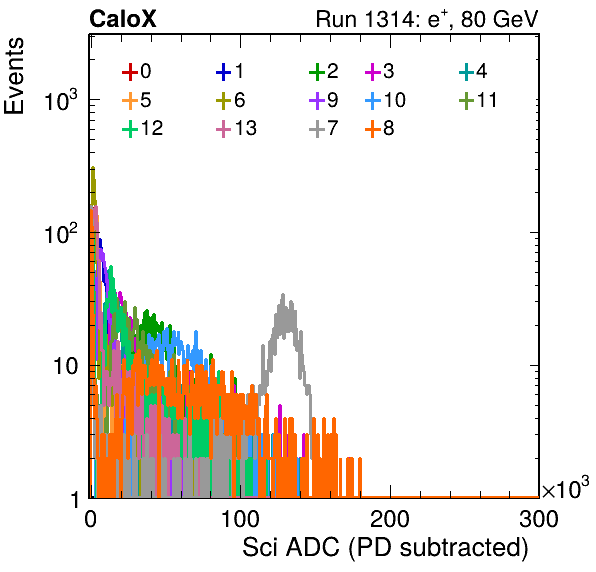 CaloX Run 1314: e⁺, 80 GeV
Events
0 1 2 3 4
5 6 9 10 11
12 13 7 8
10³
10²
10
1
0 100 200 300
×10³
Sci ADC (PD subtracted)